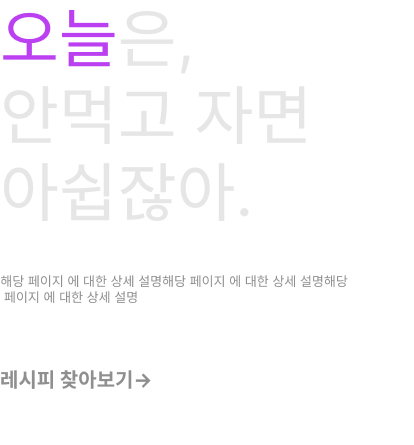 오늘은,
안먹고 자면
아쉽잖아.
해당 페이지 에 대한 상세 설명해당 페이지 에 대한 상세 설명해당
페이지 에 대한 상세 설명
레시피 찾아보기→